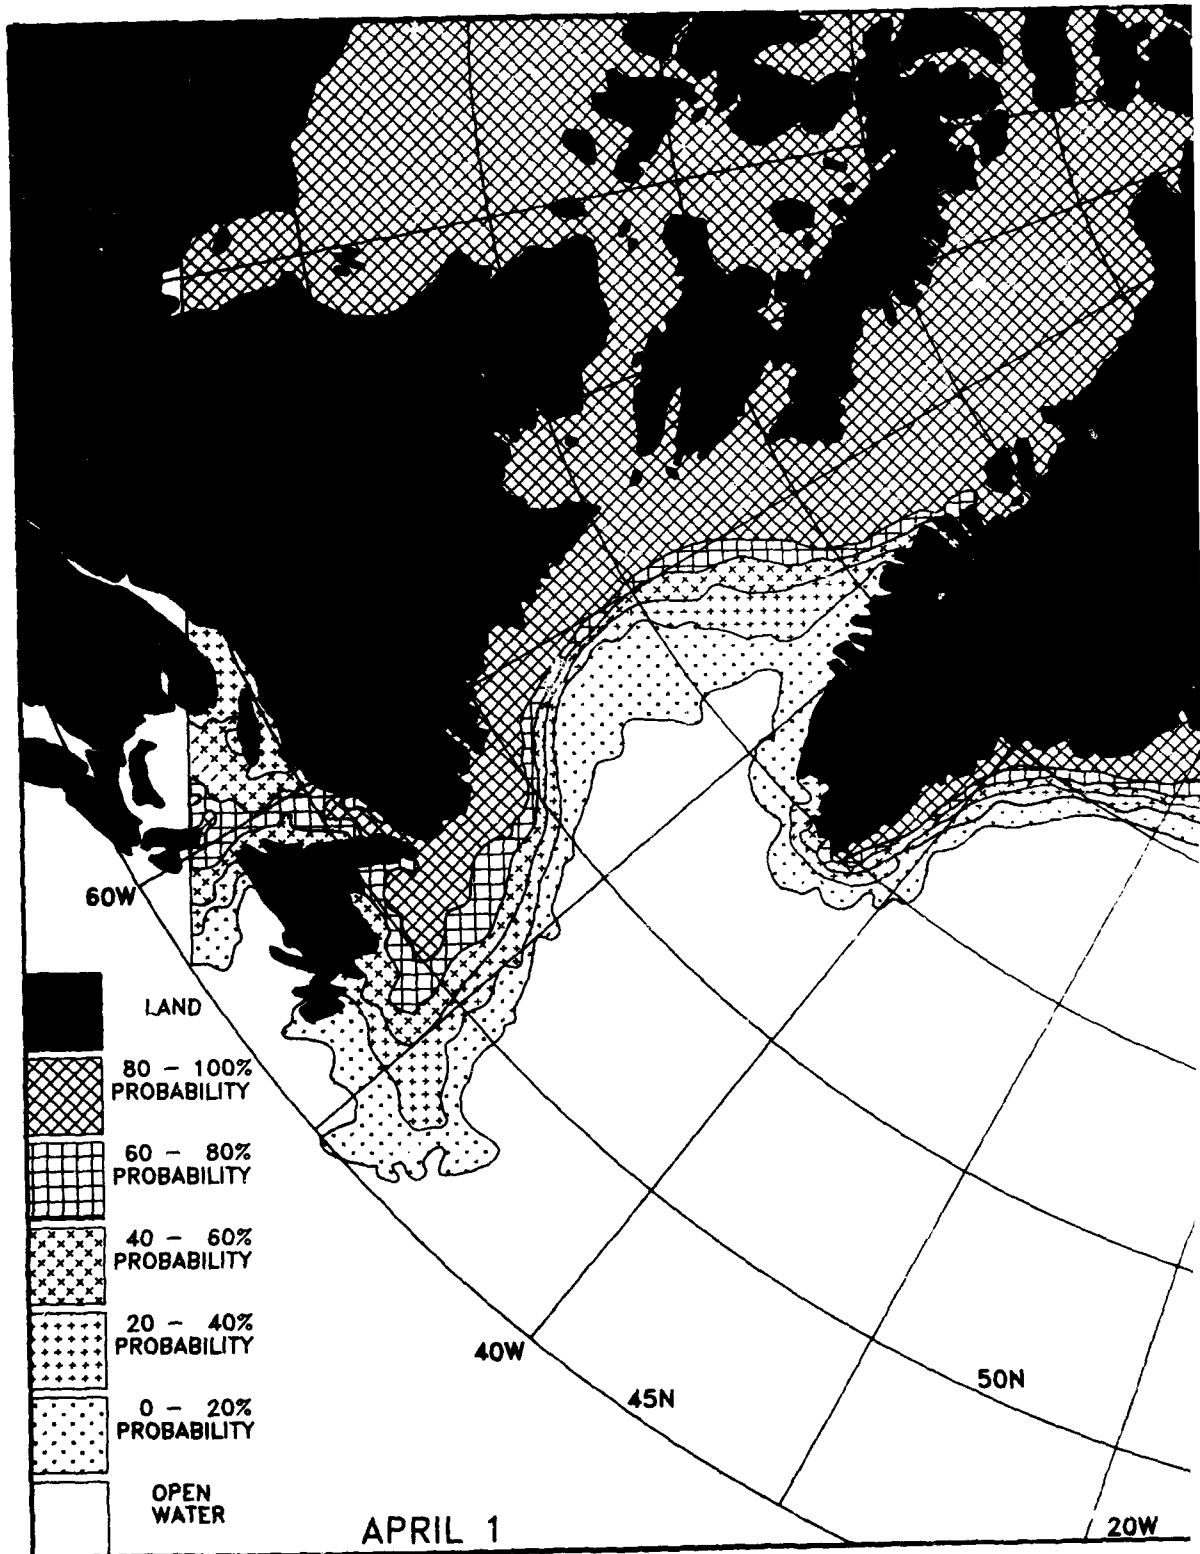 60W
LAND
80 - 100%
PROBABILITY
60 - 80%
PROBABILITY
40 - 60%
PROBABILITY
20 - 40%
PROBABILITY
0 - 20%
PROBABILITY
OPEN
WATER
40W
45N
50N
20W
APRIL 1